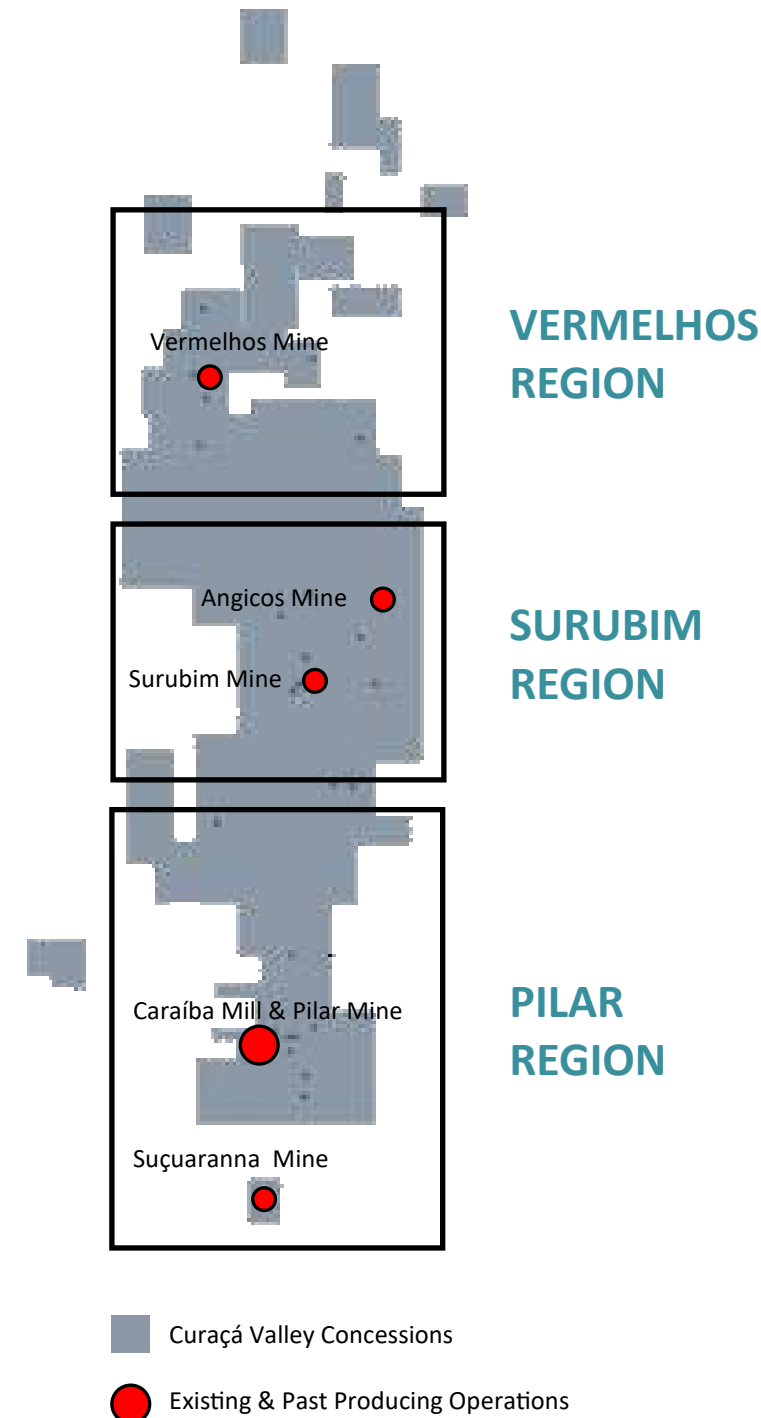 Vermelhos Mine
VERMELHOS
REGION
Angicos Mine
Surubim Mine
SURUBIM
REGION
Caraíba Mill & Pilar Mine
PILAR
REGION
Suçuaranna  Mine
Curaçá Valley Concessions
Existing & Past Producing Operations